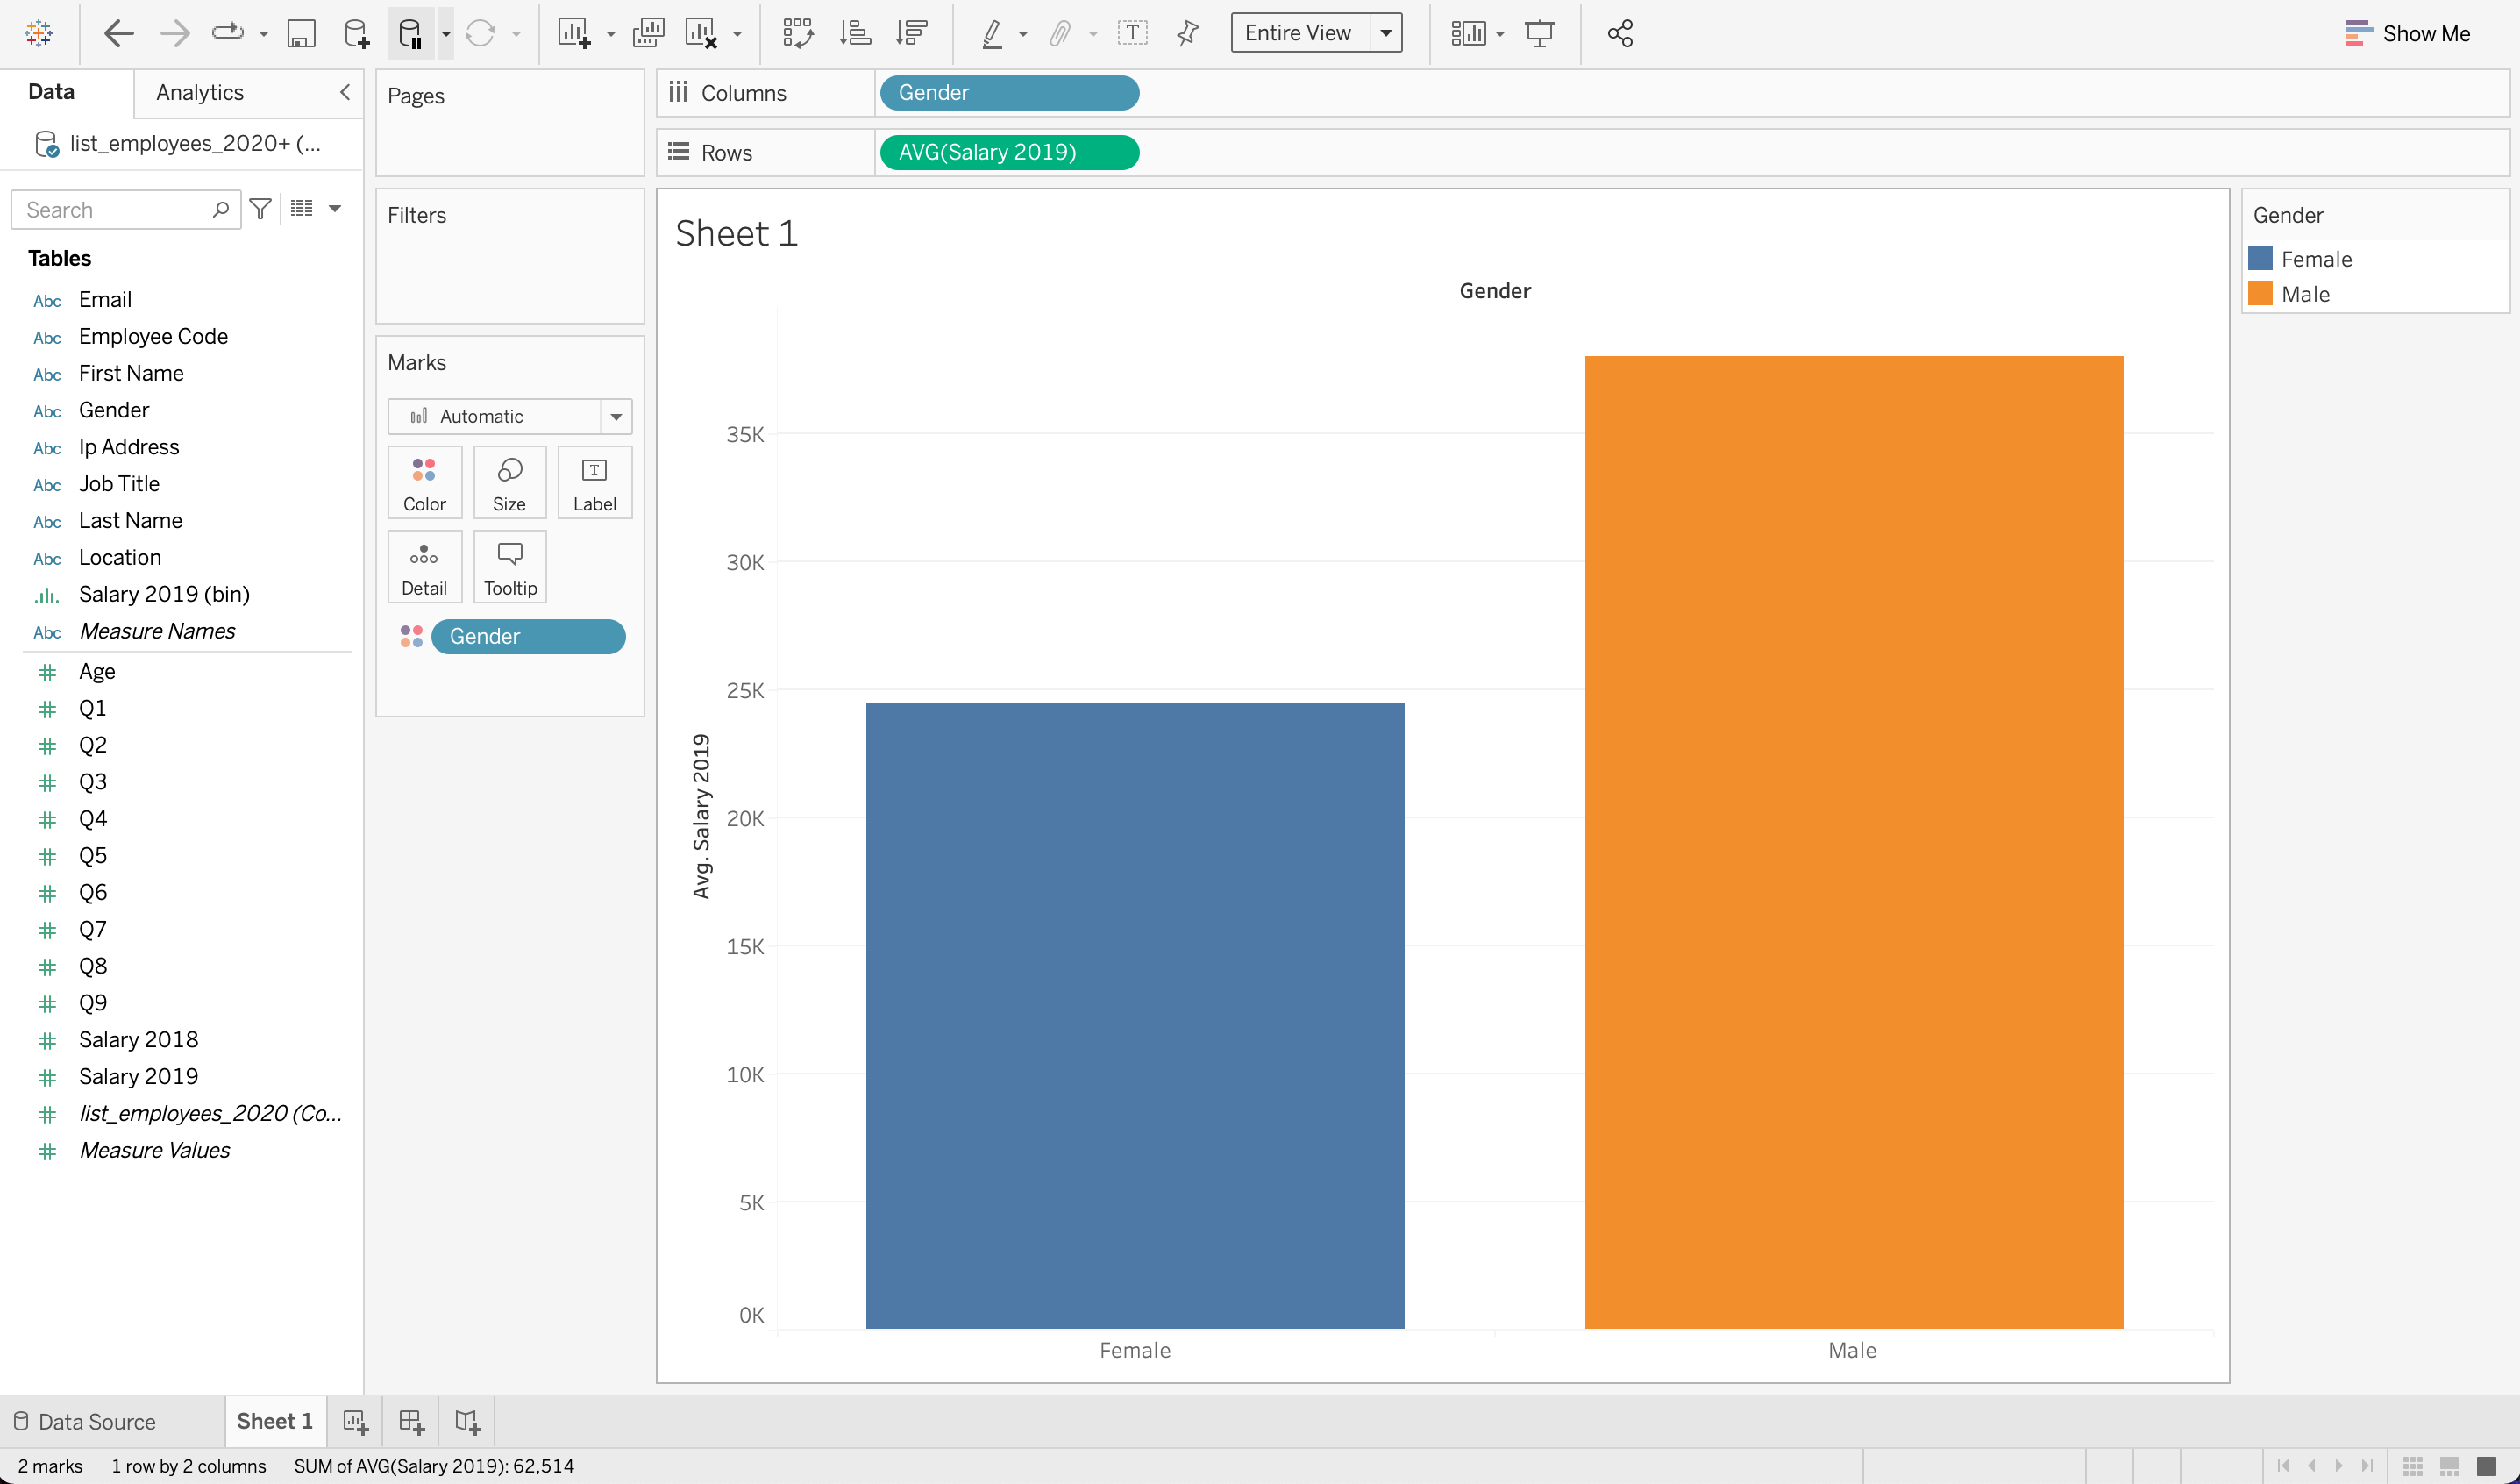 Entire View
Show Me
Data
Analytics
list_employees_2020+ (...
Search
Tables
Abc Email
Abc Employee Code
Abc First Name
Abc Gender
Abc Ip Address
Abc Job Title
Abc Last Name
Abc Location
Salary 2019 (bin)
Abc Measure Names
# Age
# Q1
# Q2
# Q3
# Q4
# Q5
# Q6
# Q7
# Q8
# Q9
# Salary 2018
# Salary 2019
# list_employees_2020 (Co...
# Measure Values
Pages
Filters
Marks
Automatic
Color Size Label
Detail Tooltip
Gender
Columns Gender
Rows AVG(Salary 2019)
Sheet 1
Gender
Avg. Salary 2019
35K
30K
25K
20K
15K
10K
5K
0K
Female Male
Gender
Female
Male
Data Source Sheet 1
2 marks 1 row by 2 columns SUM of AVG(Salary 2019): 62,514